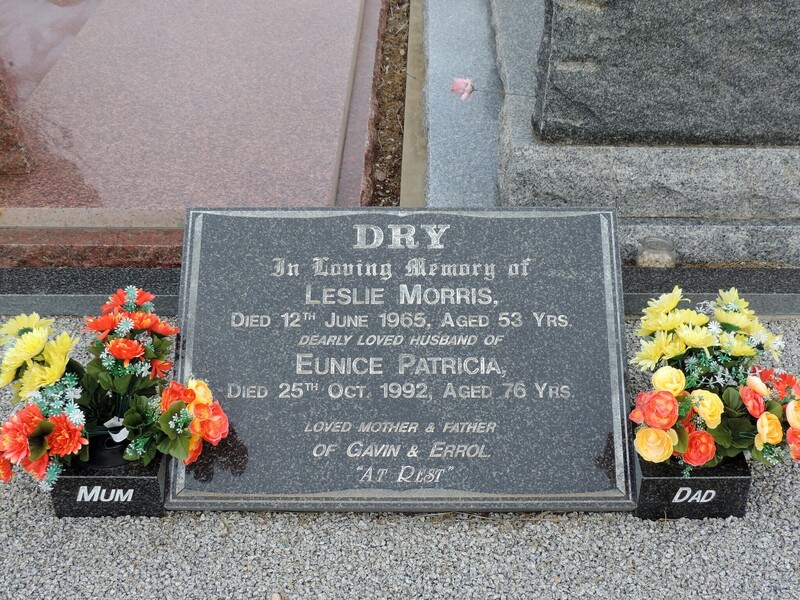 DRY
In Loving Memory of
LESLIE MORRIS,
DIED 12TH JUNE 1965, AGED 53 YRS.
DEARLY LOVED HUSBAND OF
EUNICE PATRICIA,
DIED 25TH OCT. 1992, AGED 76 YRS.
LOVED MOTHER & FATHER
OF GAVIN & ERROL.
"AT REST"
MUM
DAD